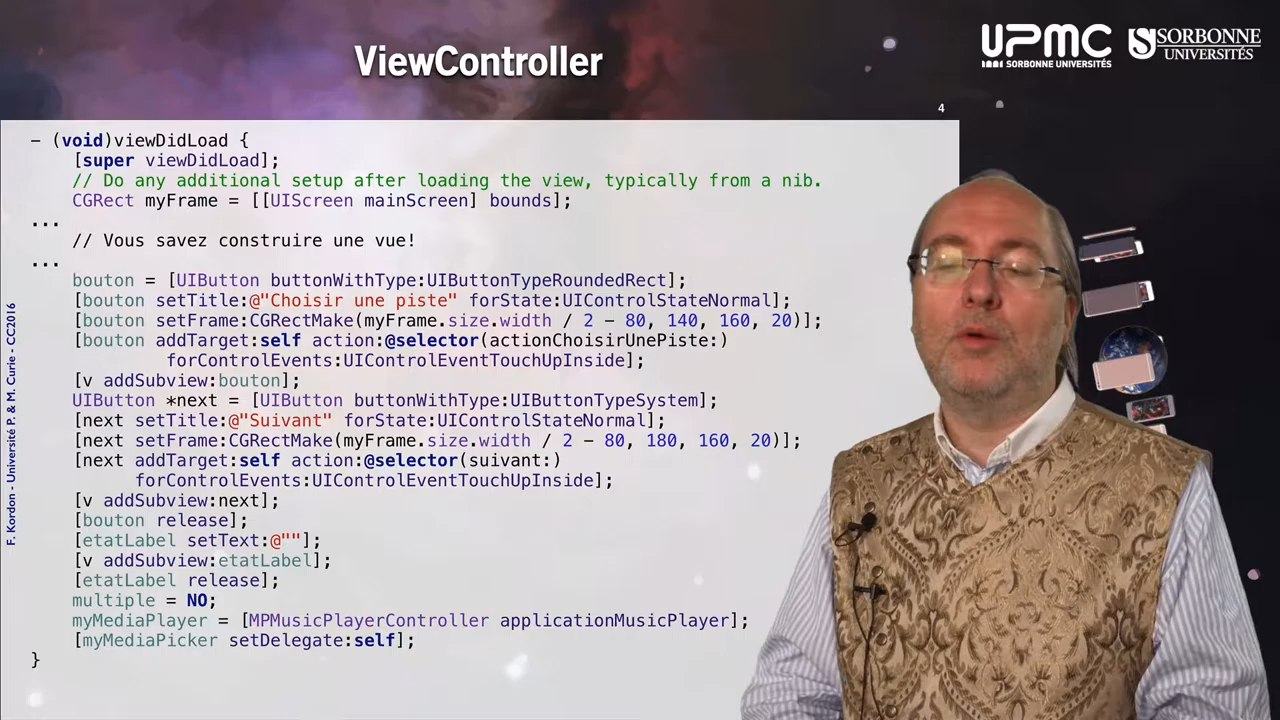 ViewController
UPMC
SORBONNE UNIVERSITÉS
SORBONNE
UNIVERSITÉS
4
- (void)viewDidLoad {
[super viewDidLoad];
// Do any additional setup after loading the view, typically from a nib.
CGRect myFrame = [[UIScreen mainScreen] bounds];
...
// Vous savez construire une vue!
...
bouton = [UIButton buttonWithType:UIButtonTypeRoundedRect];
[bouton setTitle:@"Choisir une piste" forState:UIControlStateNormal];
[bouton setFrame:CGRectMake(myFrame.size.width / 2 - 80, 140, 160, 20)];
[bouton addTarget:self action:@selector(actionChoisirUnePiste:)
forControlEvents:UIControlEventTouchUpInside];
[v addSubview:bouton];
UIButton *next = [UIButton buttonWithType:UIButtonTypeSystem];
[next setTitle:@"Suivant" forState:UIControlStateNormal];
[next setFrame:CGRectMake(myFrame.size.width / 2 - 80, 180, 160, 20)];
[next addTarget:self action:@selector(suivant:)
forControlEvents:UIControlEventTouchUpInside];
[v addSubview:next];
[bouton release];
[etatLabel setText:@""];
[v addSubview:etatLabel];
[etatLabel release];
multiple = NO;
myMediaPlayer = [MPMusicPlayerController applicationMusicPlayer];
[myMediaPicker setDelegate:self];
}
F. Kordon - Université P. & M. Curie - CC2016